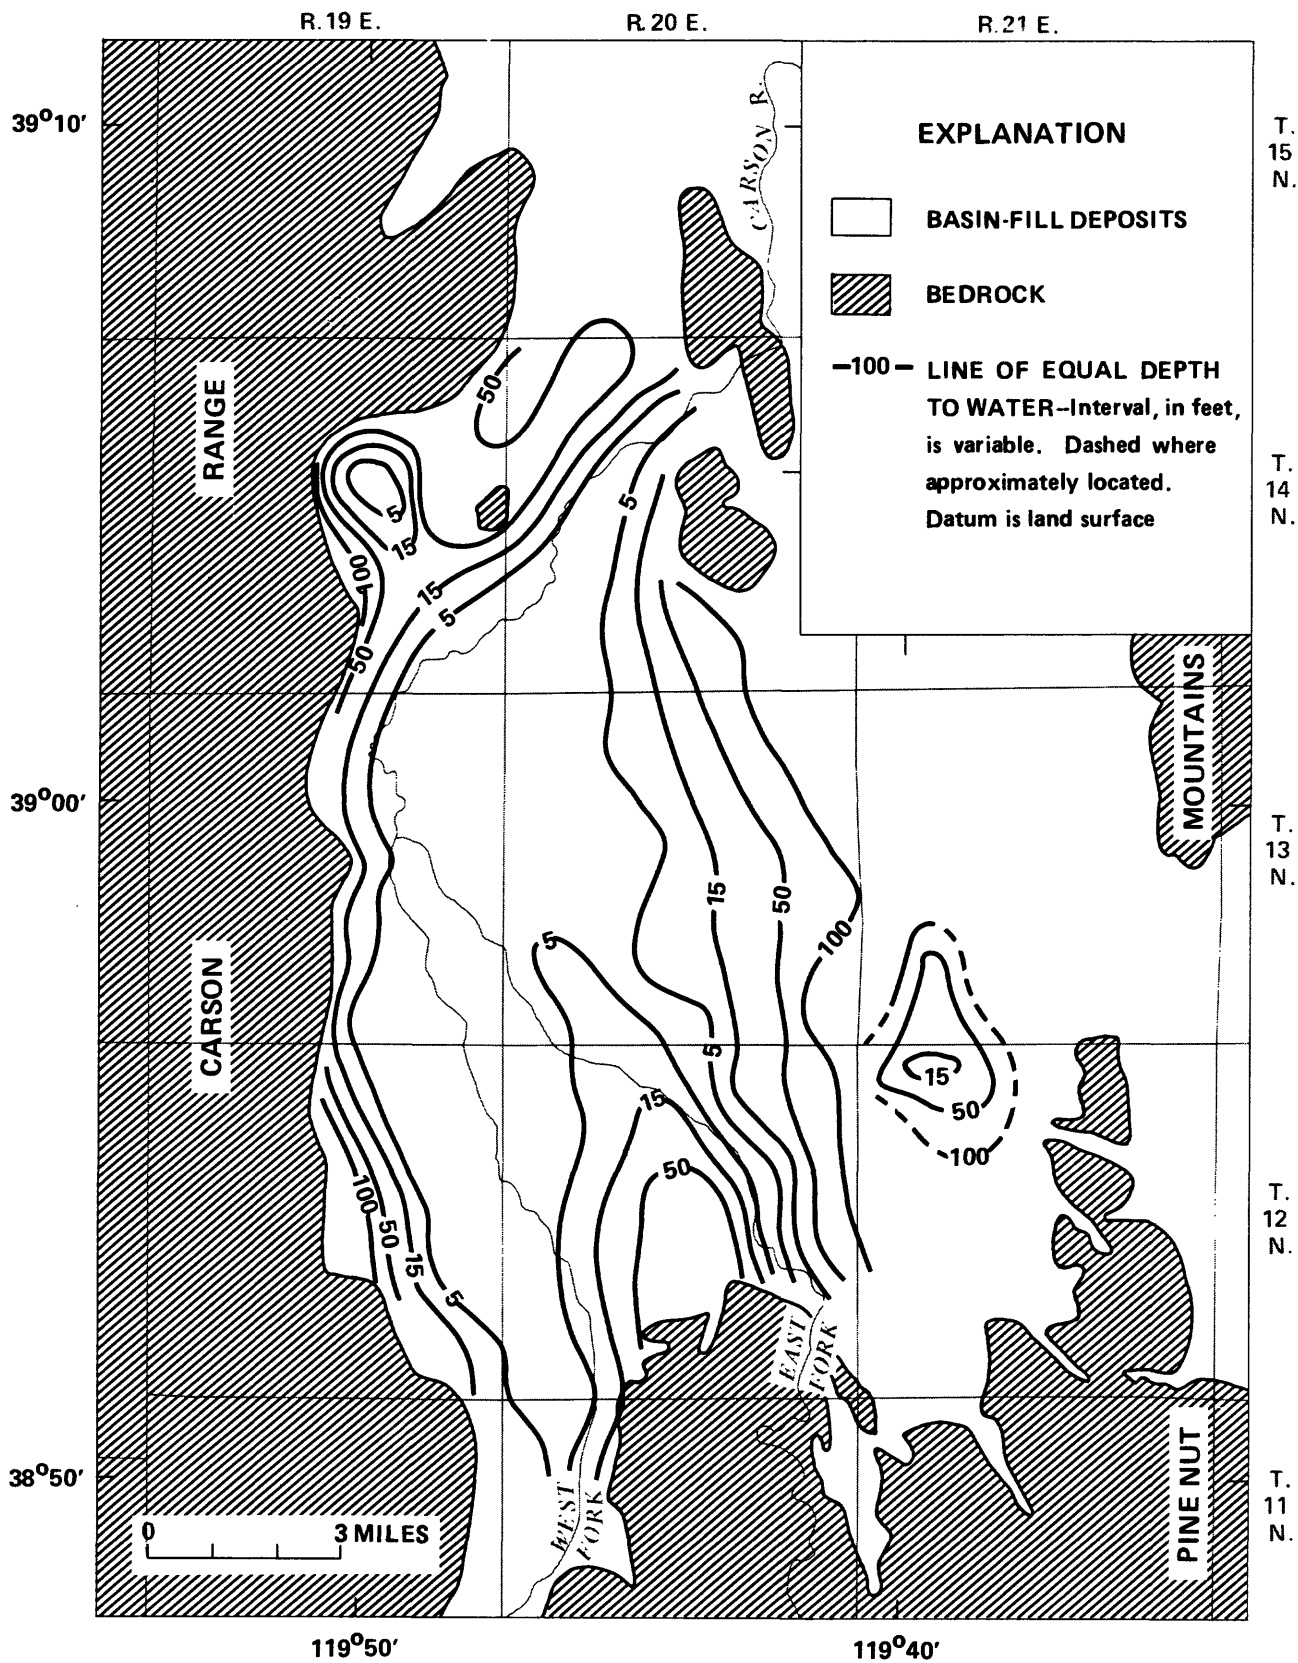 R.19 E.
R.20 E.
R.21 E.
39°10'
CARSON R.
T.
15
N.
EXPLANATION
BASIN-FILL DEPOSITS
BEDROCK
-100- LINE OF EQUAL DEPTH
TO WATER--Interval, in feet,
is variable. Dashed where
approximately located.
Datum is land surface
RANGE
50
T.
14
N.
5
5
15
100
15
5
50
MOUNTAINS
39°00'
T.
13
N.
15
50
100
5
CARSON
5
15
50
15
50
100
T.
12
N.
100
50
15
5
EAST
FORK
38°50'
WEST
FORK
PINE NUT
T.
11
N.
0 3 MILES
119°50'
119°40'